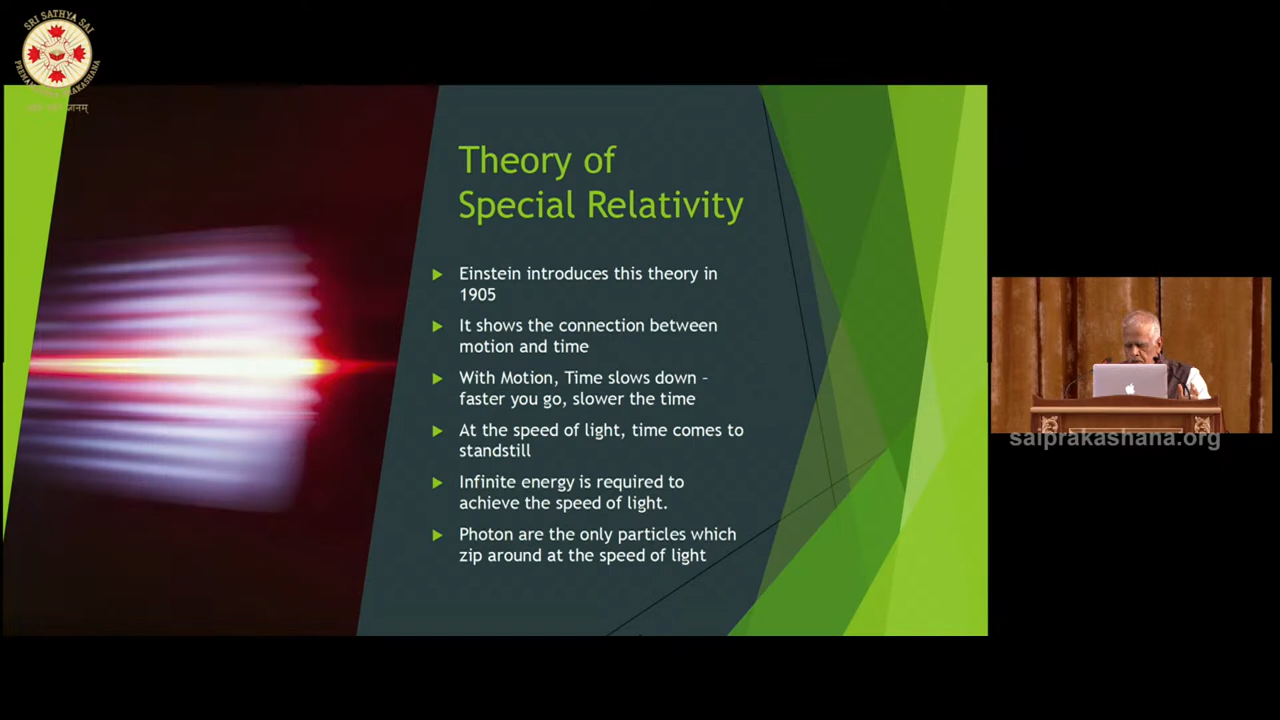 SRI SATHYA SAI
Theory of
Special Relativity
Einstein introduces this theory in
1905
It shows the connection between
motion and time
With Motion, Time slows down –
faster you go, slower the time
At the speed of light, time comes to
standstill
Infinite energy is required to
achieve the speed of light.
Photon are the only particles which
zip around at the speed of light
saiprakashana.org